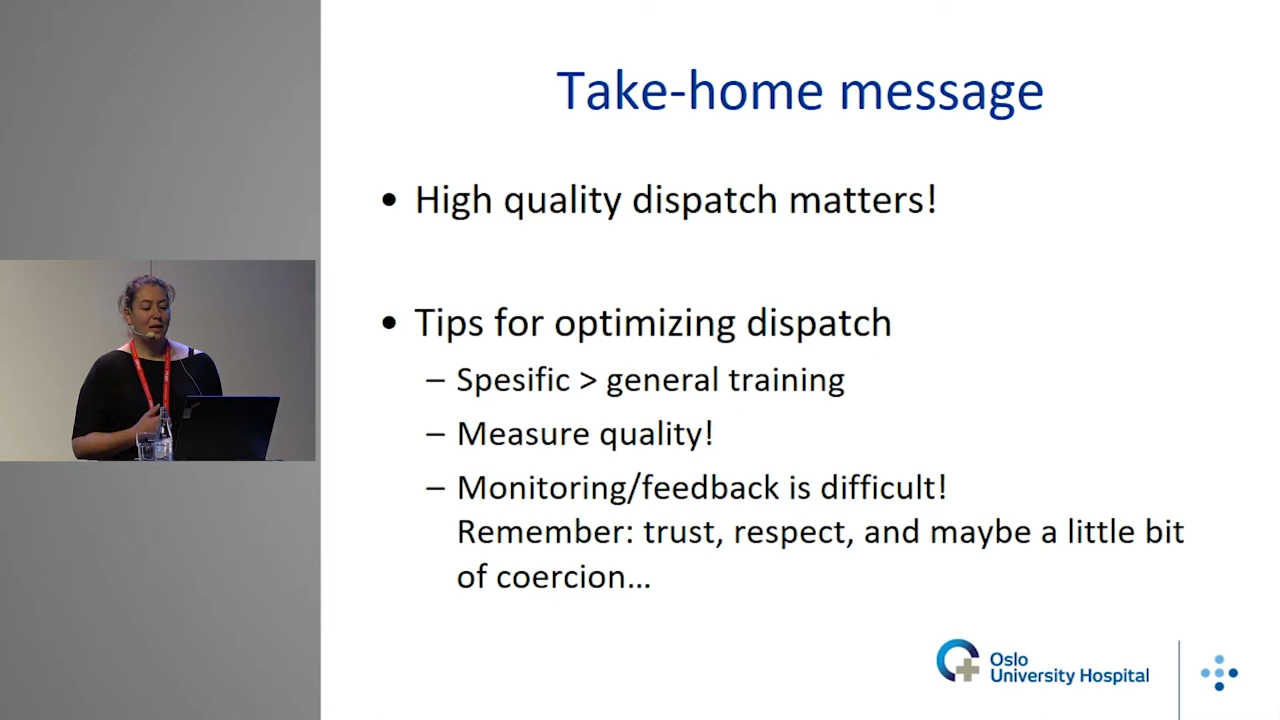 Take-home message
• High quality dispatch matters!
• Tips for optimizing dispatch
– Spesific > general training
– Measure quality!
– Monitoring/feedback is difficult!
Remember: trust, respect, and maybe a little bit
of coercion...
Oslo
University Hospital